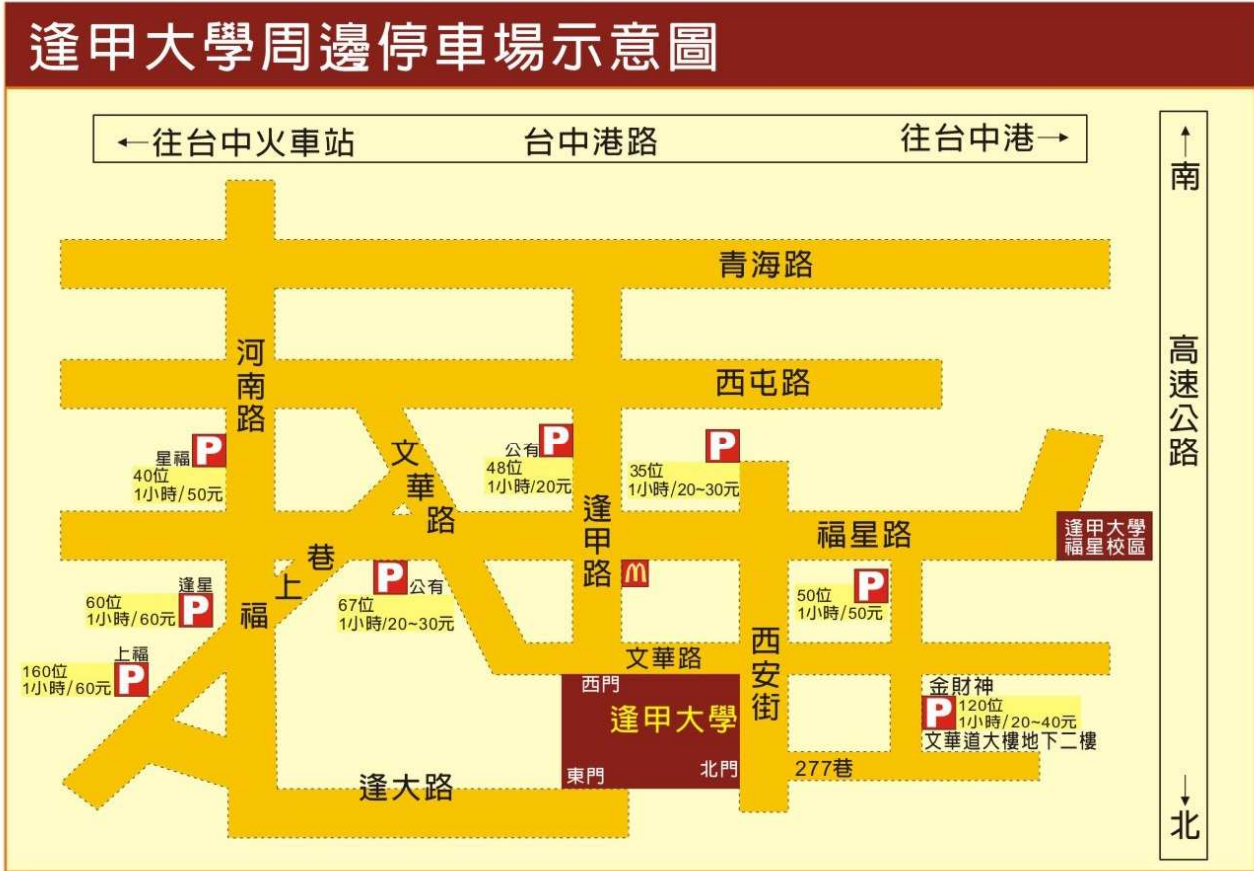 逢甲大學周邊停車場示意圖
←往台中火車站 台中港路 往台中港→
↑
南
高速公路
↓
北
青海路
河南路
西屯路
文華路
星福 P
40位
1小時/50元
公有 P
48位
1小時/20元
P
35位
1小時/20~30元
逢甲路
福星路
逢甲大學
福星校區
福上巷
逢星
60位
1小時/60元
P
P 公有
67位
1小時/20~30元
M
50位
1小時/50元
P
上福
160位
1小時/60元
P
文華路
西安街
西門
逢甲大學
東門
北門
金財神
P 120位
1小時/20~40元
文華道大樓地下二樓
277巷
逢大路